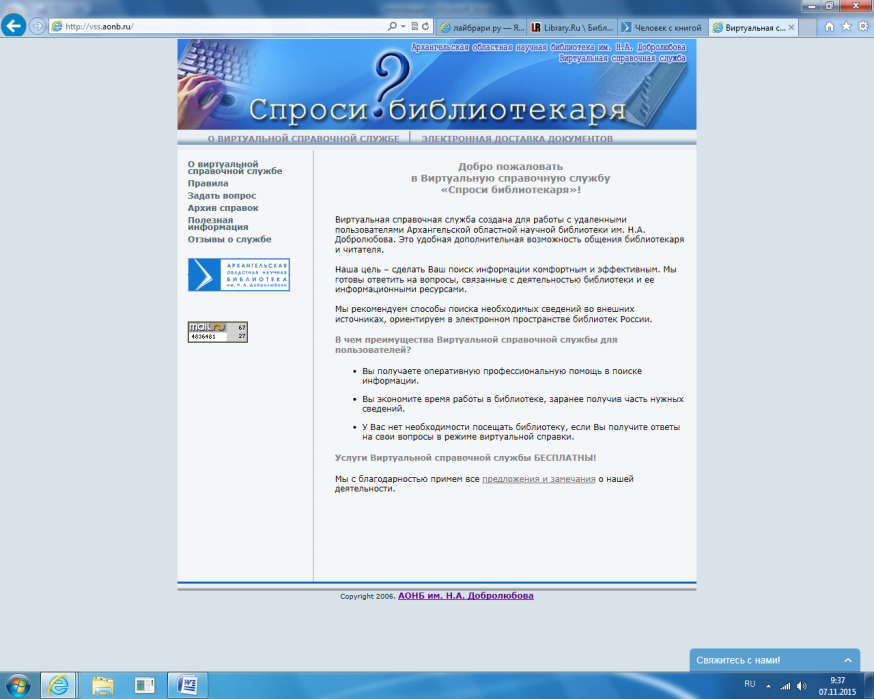 http://vss.aonb.ru/
лайбрари ру — Я...
Library.Ru \ Библ...
Человек с книгой
Виртуальная с...
Архангельская областная научная библиотека им. Н.А. Добролюбова
Виртуальная справочная служба
Спроси ? библиотекаря
О ВИРТУАЛЬНОЙ СПРАВОЧНОЙ СЛУЖБЕ
ЭЛЕКТРОННАЯ ДОСТАВКА ДОКУМЕНТОВ
О виртуальной
справочной службе
Правила
Задать вопрос
Архив справок
Полезная
информация
Отзывы о службе
АРХАНГЕЛЬСКАЯ
ОБЛАСТНАЯ НАУЧНАЯ
БИБЛИОТЕКА
им. Н. А. Добролюбова
mail.ru 67
4836481 27
Добро пожаловать
в Виртуальную справочную службу
«Спроси библиотекаря»!
Виртуальная справочная служба создана для работы с удаленными
пользователями Архангельской областной научной библиотеки им. Н.А.
Добролюбова. Это удобная дополнительная возможность общения библиотекаря
и читателя.
Наша цель – сделать Ваш поиск информации комфортным и эффективным. Мы
готовы ответить на вопросы, связанные с деятельностью библиотеки и ее
информационными ресурсами.
Мы рекомендуем способы поиска необходимых сведений во внешних
источниках, ориентируем в электронном пространстве библиотек России.
В чем преимущества Виртуальной справочной службы для
пользователей?
• Вы получаете оперативную профессиональную помощь в поиске
информации.
• Вы экономите время работы в библиотеке, заранее получив часть нужных
сведений.
• У Вас нет необходимости посещать библиотеку, если Вы получите ответы
на свои вопросы в режиме виртуальной справки.
Услуги Виртуальной справочной службы БЕСПЛАТНЫ!
Мы с благодарностью примем все предложения и замечания о нашей
деятельности.
Copyright 2006. АОНБ им. Н.А. Добролюбова
Свяжитесь с нами!
RU
9:37
07.11.2015